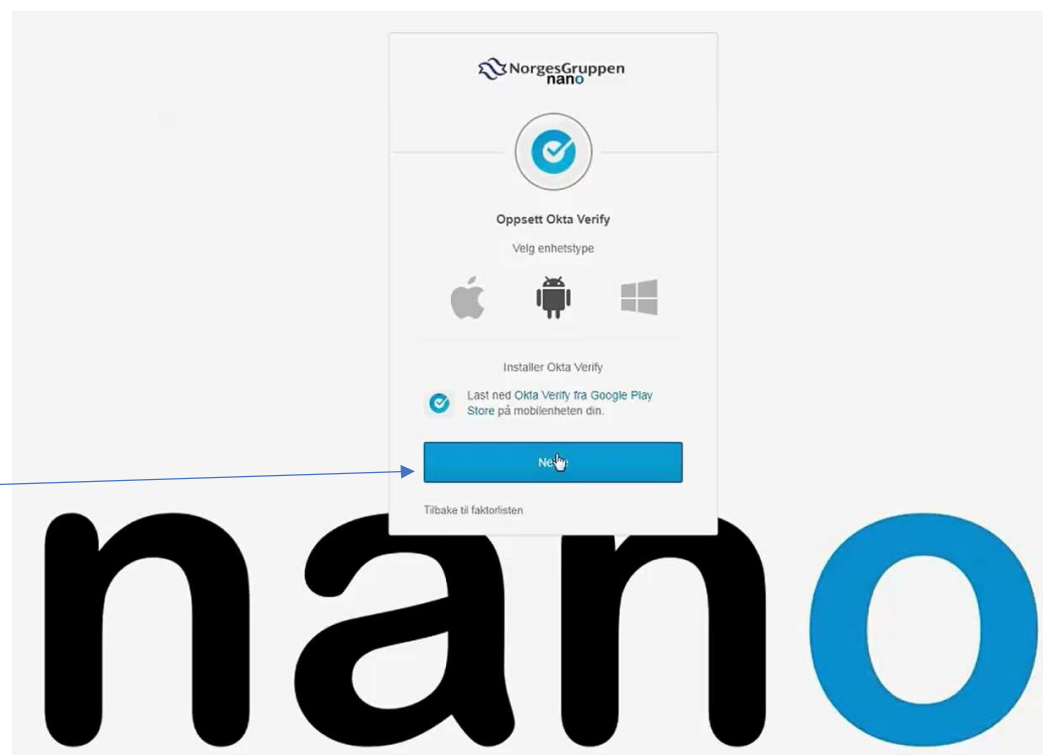 NorgesGruppen
nano
Oppsett Okta Verify
Velg enhetstype
Installer Okta Verify
Last ned Okta Verify fra Google Play
Store på mobilenheten din.
Tilbake til faktorlisten
nano